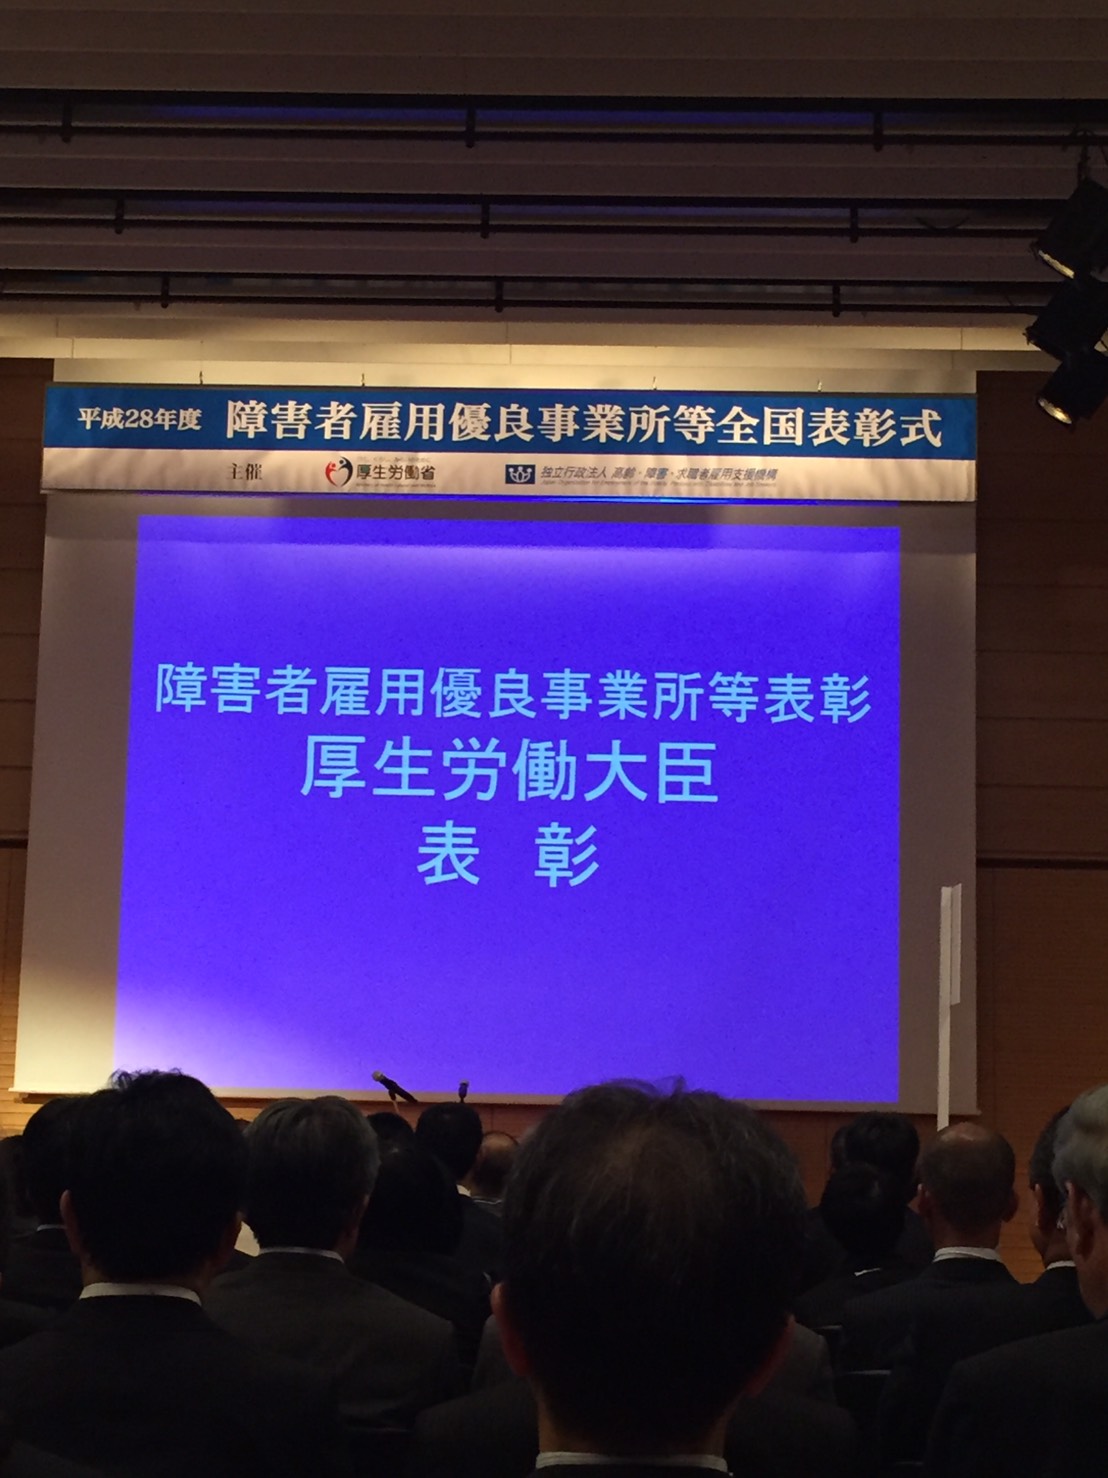 平成28年度 障害者雇用優良事業所等全国表彰式
主催 厚生労働省 独立行政法人 高齢・障害・求職者雇用支援機構
障害者雇用優良事業所等表彰
厚生労働大臣
表 彰